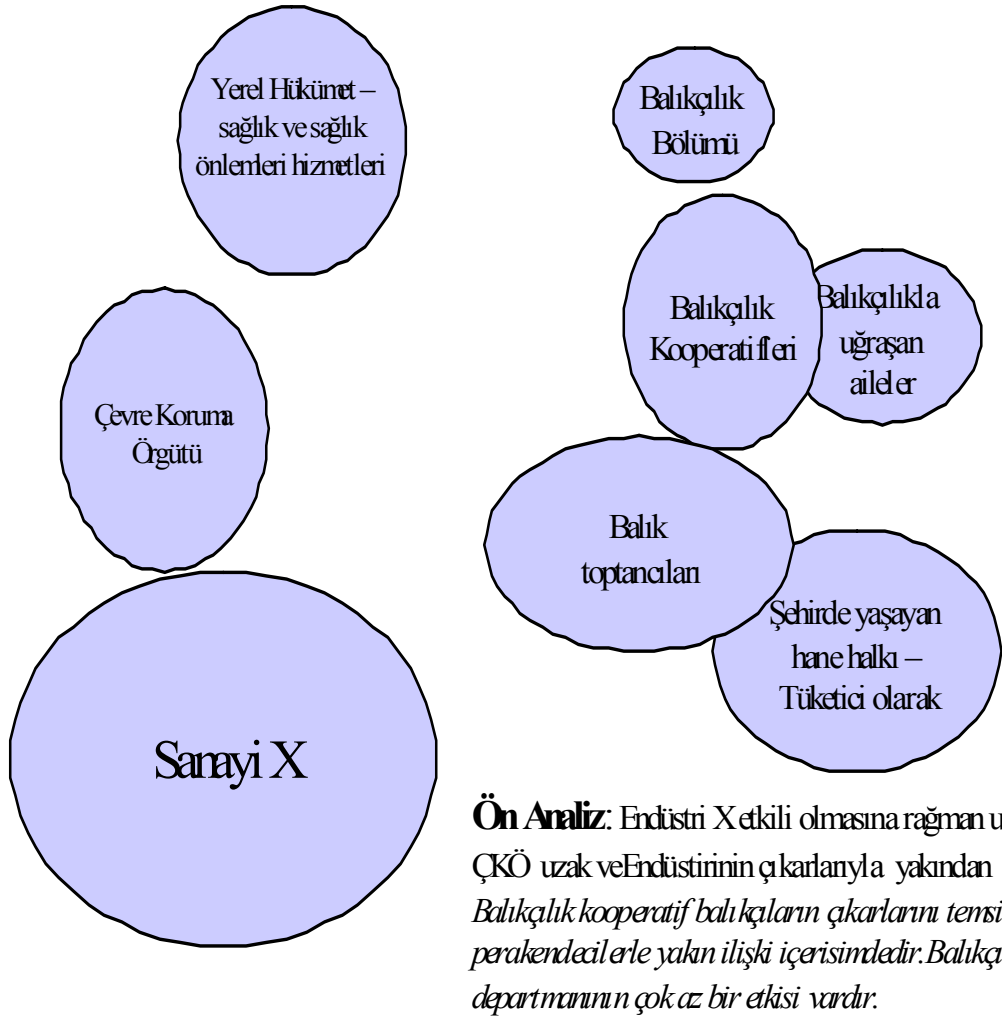 Yerel Hükümet –
sağlık ve sağlık
önlemleri hizmetleri
Balıkçılık
Bölümü
Balıkçılık
Kooperatifleri
Balıkçılıkla
uğraşan
aileler
Çevre Koruma
Örgütü
Balık
toptancıları
Şehirde yaşayan
hane halkı –
Tüketici olarak
Sanayi X
Ön Analiz: Endüstri X etkili olmasına rağman u
ÇKÖ uzak ve Endüstirinin çıkarlarıyla yakından
Balıkçılık kooperatif balıkçıların çıkarlarını temsi
perakendecilerle yakın ilişki içerisimdedir. Balıkçı
departmanının çok az bir etkisi vardır.